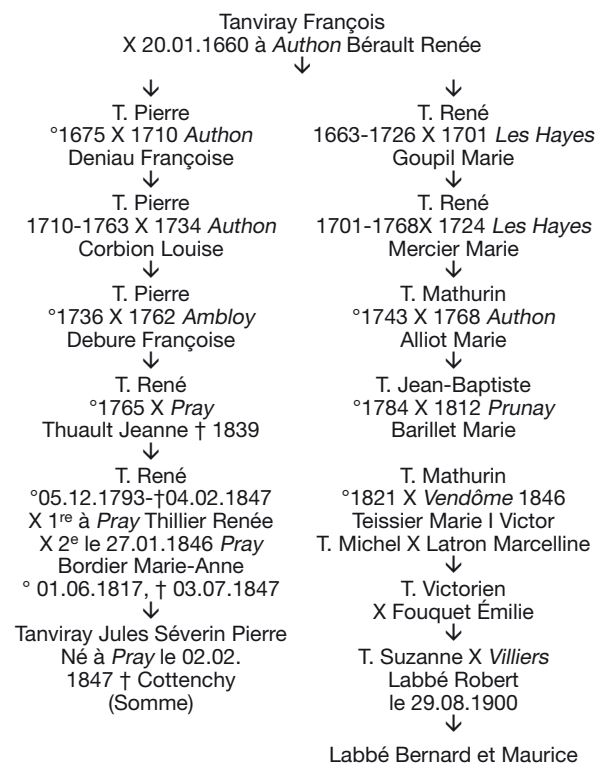 Tanviray François
X 20.01.1660 à Authon Bérault Renée
↓
↓
T. Pierre
°1675 X 1710 Authon
Deniau Françoise
↓
T. Pierre
1710-1763 X 1734 Authon
Corbion Louise
↓
T. Pierre
°1736 X 1762 Ambloy
Debure Françoise
↓
T. René
°1765 X Pray
Thuault Jeanne † 1839
↓
T. René
°05.12.1793-†04.02.1847
X 1re à Pray Thillier Renée
X 2e le 27.01.1846 Pray
Bordier Marie-Anne
° 01.06.1817, † 03.07.1847
↓
Tanviray Jules Séverin Pierre
Né à Pray le 02.02.
1847 † Cottenchy
(Somme)
↓
T. René
1663-1726 X 1701 Les Hayes
Goupil Marie
↓
T. René
1701-1768X 1724 Les Hayes
Mercier Marie
↓
T. Mathurin
°1743 X 1768 Authon
Alliot Marie
↓
T. Jean-Baptiste
°1784 X 1812 Prunay
Barillet Marie
T. Mathurin
°1821 X Vendôme 1846
Teissier Marie I Victor
T. Michel X Latron Marcelline
↓
T. Victorien
X Fouquet Émilie
↓
T. Suzanne X Villiers
Labbé Robert
le 29.08.1900
↓
Labbé Bernard et Maurice